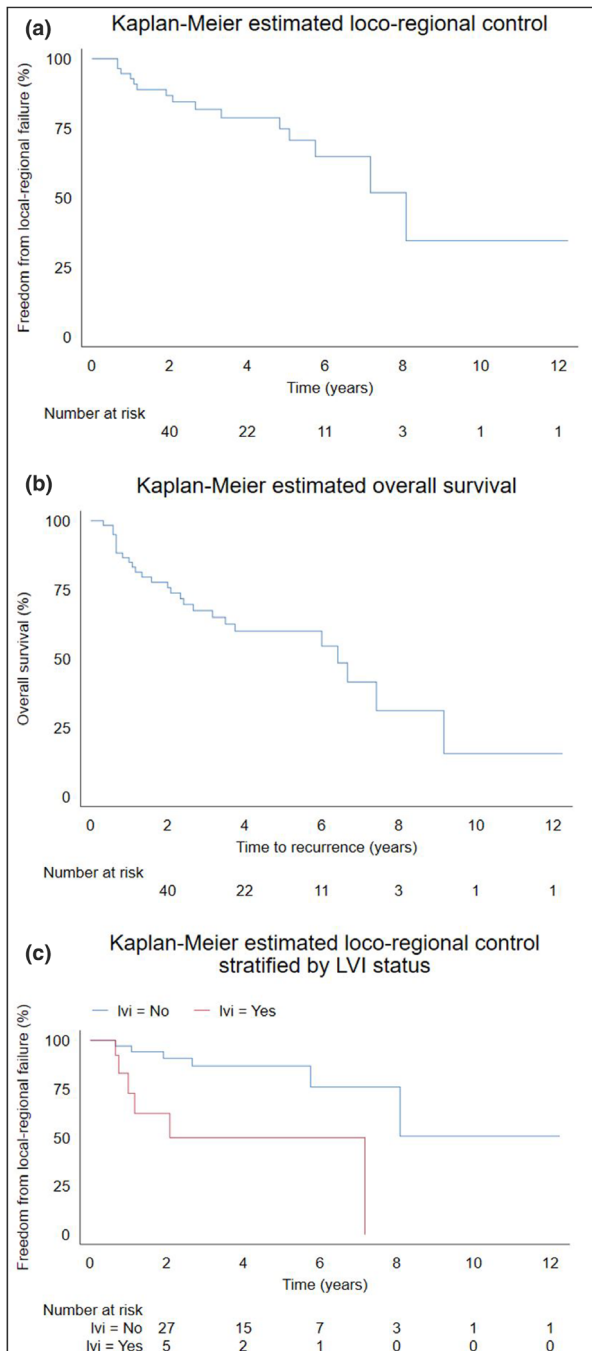 (a)
Kaplan-Meier estimated loco-regional control
Freedom from local-regional failure (%)
100
75
50
25
0
0 2 4 6 8 10 12
Time (years)
Number at risk
40 22 11 3 1 1
(b)
Kaplan-Meier estimated overall survival
Overall survival (%)
100
75
50
25
0
0 2 4 6 8 10 12
Time to recurrence (years)
Number at risk
40 22 11 3 1 1
(c)
Kaplan-Meier estimated loco-regional control
stratified by LVI status
lvi = No lvi = Yes
Freedom from local-regional failure (%)
100
75
50
25
0
0 2 4 6 8 10 12
Time (years)
Number at risk
lvi = No 27 15 7 3 1 1
lvi = Yes 5 2 1 0 0 0